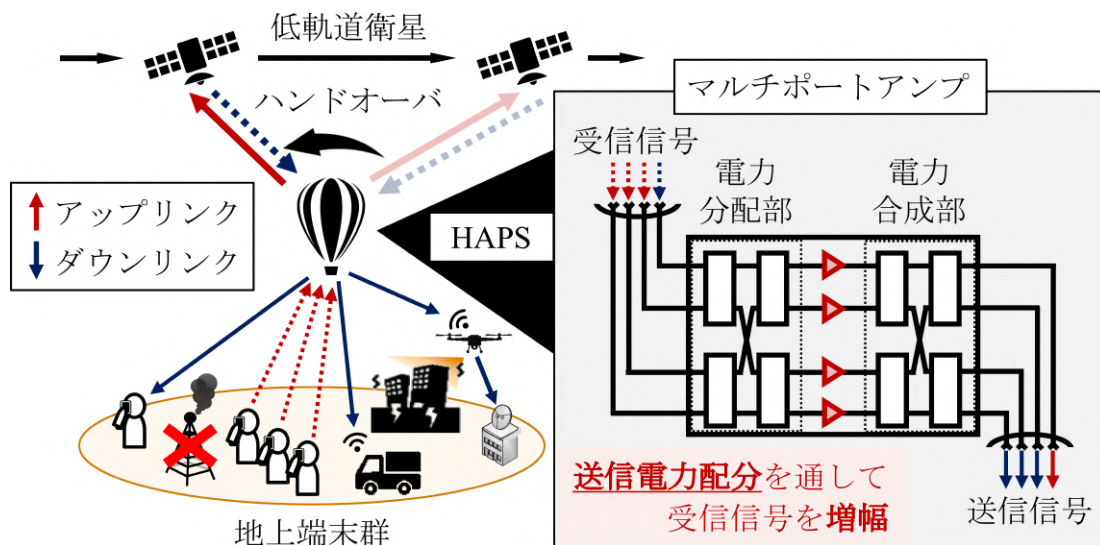 低軌道衛星
ハンドオーバ
アップリンク
ダウンリンク
HAPS
地上端末群
マルチポートアンプ
受信信号
電力
分配部
電力
合成部
送信電力配分を通して
受信信号を増幅
送信信号